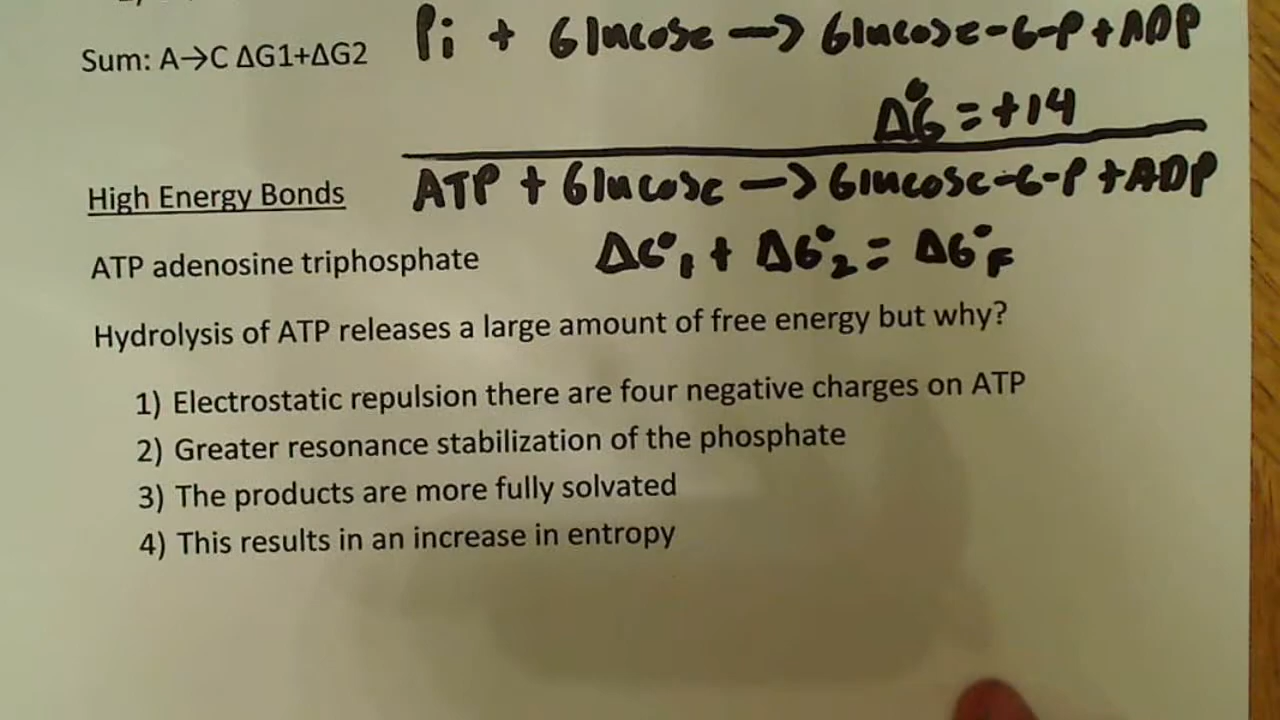 Pi + Glucose → Glucose-6-P + ADP
Sum: A→C ΔG1+ΔG2
ΔG° = +14
High Energy Bonds
ATP + Glucose → Glucose-6-P + ADP
ATP adenosine triphosphate
ΔG°1 + ΔG°2 = ΔG°F
Hydrolysis of ATP releases a large amount of free energy but why?
1) Electrostatic repulsion there are four negative charges on ATP
2) Greater resonance stabilization of the phosphate
3) The products are more fully solvated
4) This results in an increase in entropy